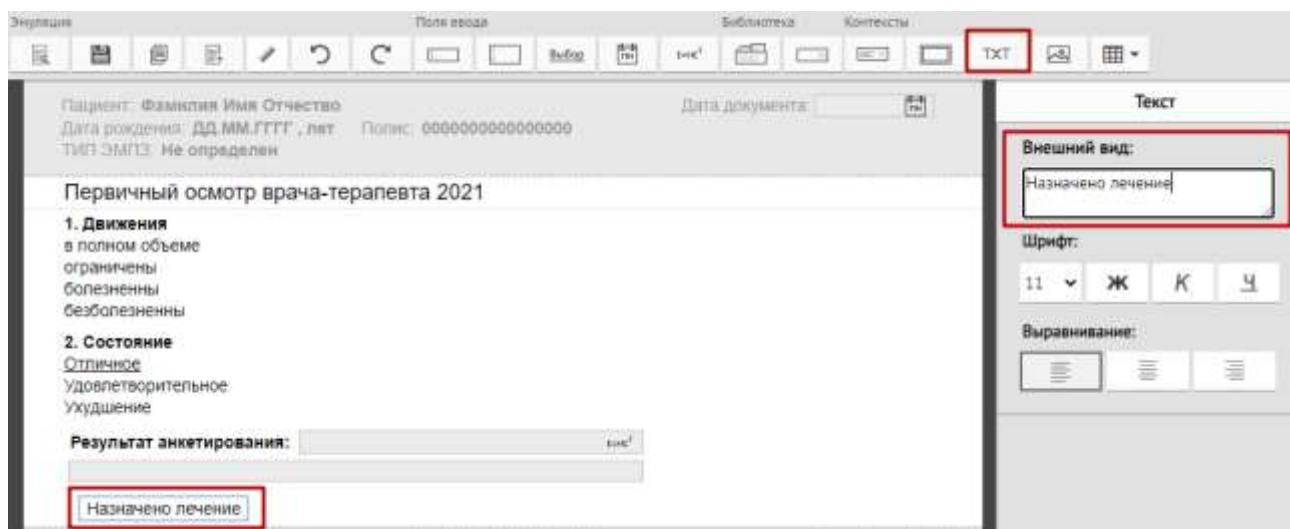 Эмуляция Поля ввода Библиотека Контексты
Выбор TXT
Пациент: Фамилия Имя Отчество Дата документа:
Дата рождения: ДД.ММ.ГГГГ , лет Полис: 0000000000000000
ТИП ЭМПЗ: Не определен
Первичный осмотр врача-терапевта 2021
1. Движения
в полном объеме
ограничены
болезненны
безболезненны
2. Состояние
Отличное
Удовлетворительное
Ухудшение
Результат анкетирования:
Назначено лечение
Текст
Внешний вид:
Назначено лечение
Шрифт:
11 Ж К Ч
Выравнивание: